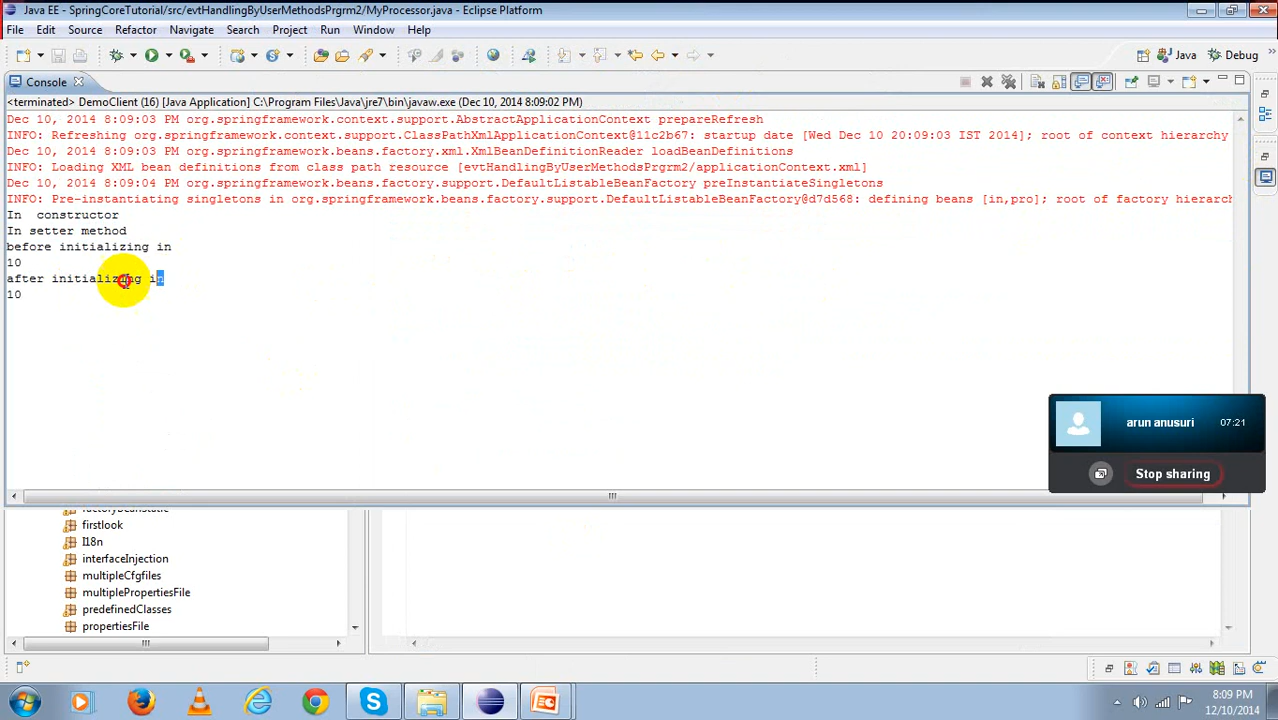 Java EE - SpringCoreTutorial/src/evtHandlingByUserMethodsPrgrm2/MyProcessor.java - Eclipse Platform
File Edit Source Refactor Navigate Search Project Run Window Help
Java Debug
Console
<terminated> DemoClient (16) [Java Application] C:\Program Files\Java\jre7\bin\javaw.exe (Dec 10, 2014 8:09:02 PM)
Dec 10, 2014 8:09:03 PM org.springframework.context.support.AbstractApplicationContext prepareRefresh
INFO: Refreshing org.springframework.context.support.ClassPathXmlApplicationContext@11c2b67: startup date [Wed Dec 10 20:09:03 IST 2014]; root of context hierarchy
Dec 10, 2014 8:09:03 PM org.springframework.beans.factory.xml.XmlBeanDefinitionReader loadBeanDefinitions
INFO: Loading XML bean definitions from class path resource [evtHandlingByUserMethodsPrgrm2/applicationContext.xml]
Dec 10, 2014 8:09:04 PM org.springframework.beans.factory.support.DefaultListableBeanFactory preInstantiateSingletons
INFO: Pre-instantiating singletons in org.springframework.beans.factory.support.DefaultListableBeanFactory@d7d568: defining beans [in,pro]; root of factory hierarc
In  constructor
In setter method
before initializing in
10
after initializing in
10
arun anusuri 07:21
Stop sharing
factoryBeanStatic
firstlook
I18n
interfaceInjection
multipleCfgfiles
multiplePropertiesFile
predefinedClasses
propertiesFile
8:09 PM
12/10/2014